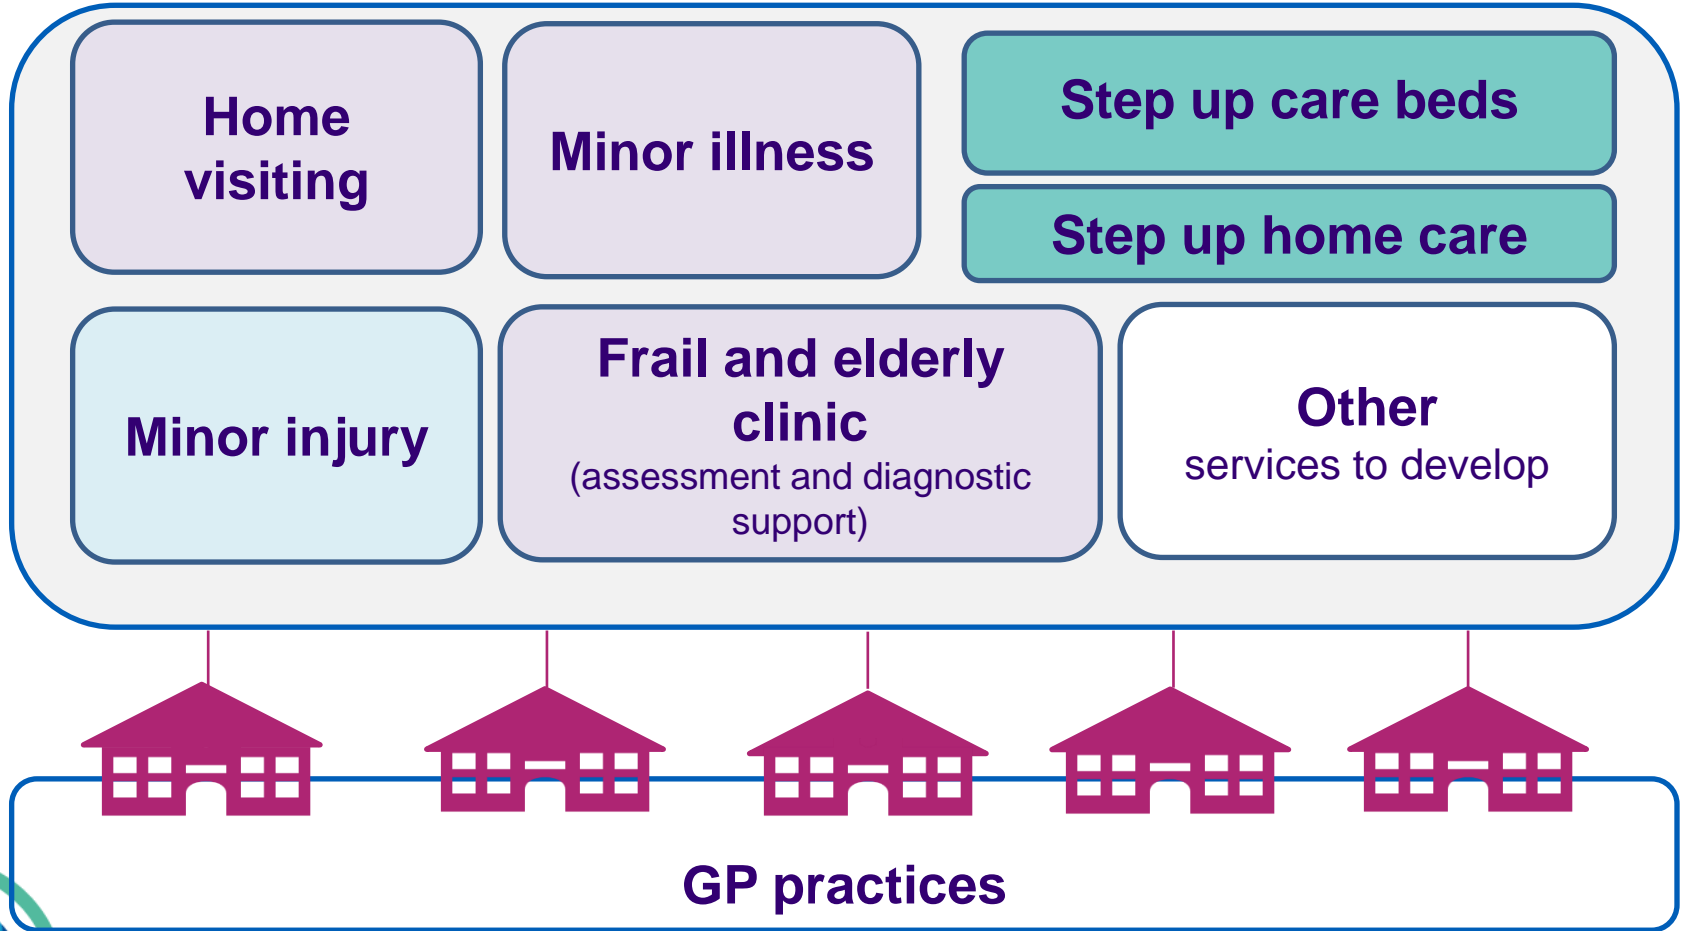 Home
visiting
Minor illness
Step up care beds
Step up home care
Minor injury
Frail and elderly
clinic
(assessment and diagnostic
support)
Other
services to develop
GP practices